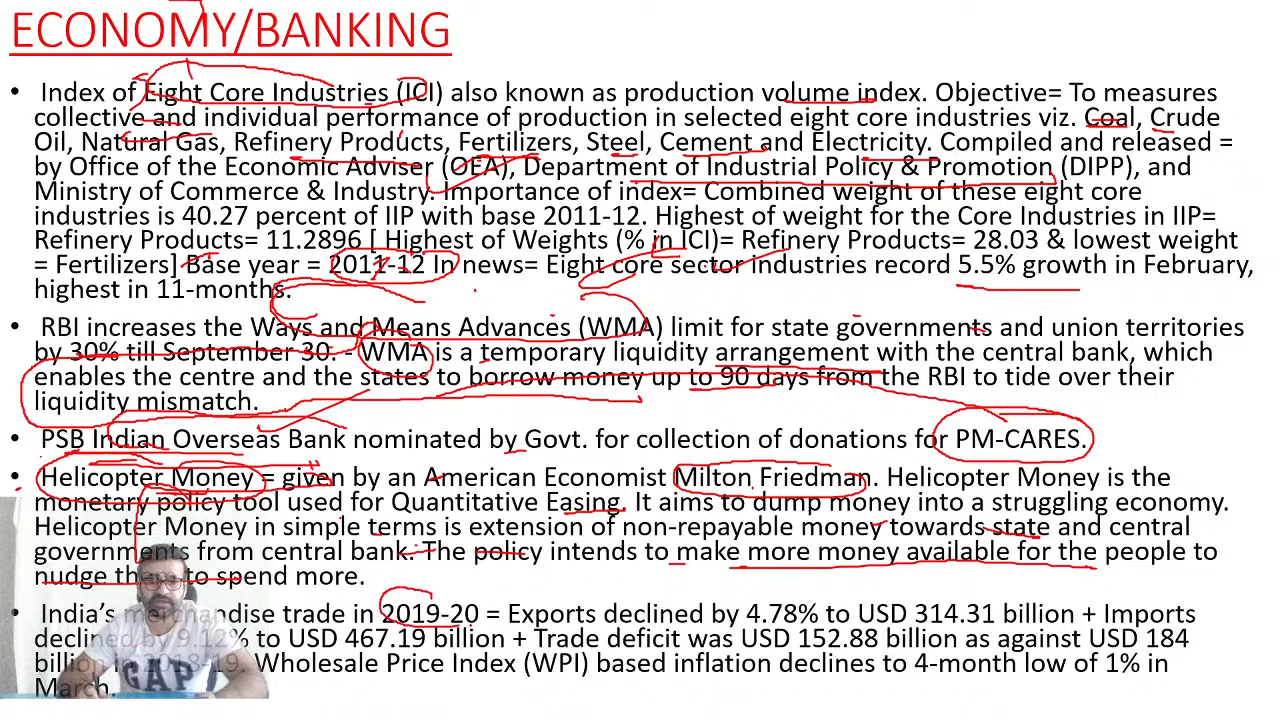 ECONOMY/BANKING
• Index of Eight Core Industries (ICI) also known as production volume index. Objective= To measures
collective and individual performance of production in selected eight core industries viz. Coal, Crude
Oil, Natural Gas, Refinery Products, Fertilizers, Steel, Cement and Electricity. Compiled and released =
by Office of the Economic Adviser (OEA), Department of Industrial Policy & Promotion (DIPP), and
Ministry of Commerce & Industry. Importance of index= Combined weight of these eight core
industries is 40.27 percent of IIP with base 2011-12. Highest of weight for the Core Industries in IIP=
Refinery Products= 11.2896 [ Highest of Weights (% in ICI)= Refinery Products= 28.03 & lowest weight
= Fertilizers] Base year = 2011-12 In news= Eight core sector industries record 5.5% growth in February,
highest in 11-months.
• RBI increases the Ways and Means Advances (WMA) limit for state governments and union territories
by 30% till September 30. - WMA is a temporary liquidity arrangement with the central bank, which
enables the centre and the states to borrow money up to 90 days from the RBI to tide over their
liquidity mismatch.
• PSB Indian Overseas Bank nominated by Govt. for collection of donations for PM-CARES.
• Helicopter Money = given by an American Economist Milton Friedman. Helicopter Money is the
monetary policy tool used for Quantitative Easing. It aims to dump money into a struggling economy.
Helicopter Money in simple terms is extension of non-repayable money towards state and central
governments from central bank. The policy intends to make more money available for the people to
nudge them to spend more.
• India's merchandise trade in 2019-20 = Exports declined by 4.78% to USD 314.31 billion + Imports
declined by 9.12% to USD 467.19 billion + Trade deficit was USD 152.88 billion as against USD 184
billion in 2018-19. Wholesale Price Index (WPI) based inflation declines to 4-month low of 1% in
March.
GAP